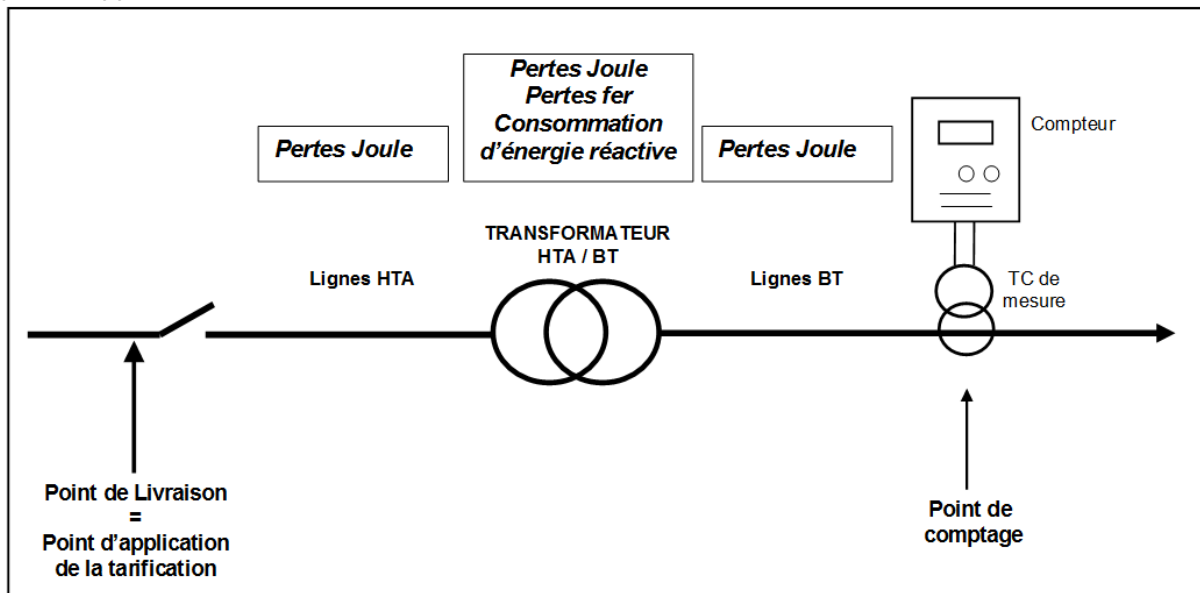 Pertes Joule
Pertes fer
Consommation
d'énergie réactive
Pertes Joule
Pertes Joule
Compteur
TRANSFORMATEUR
HTA / BT
Lignes HTA
Lignes BT
TC de
mesure
Point de Livraison
=
Point d'application
de la tarification
Point de
comptage